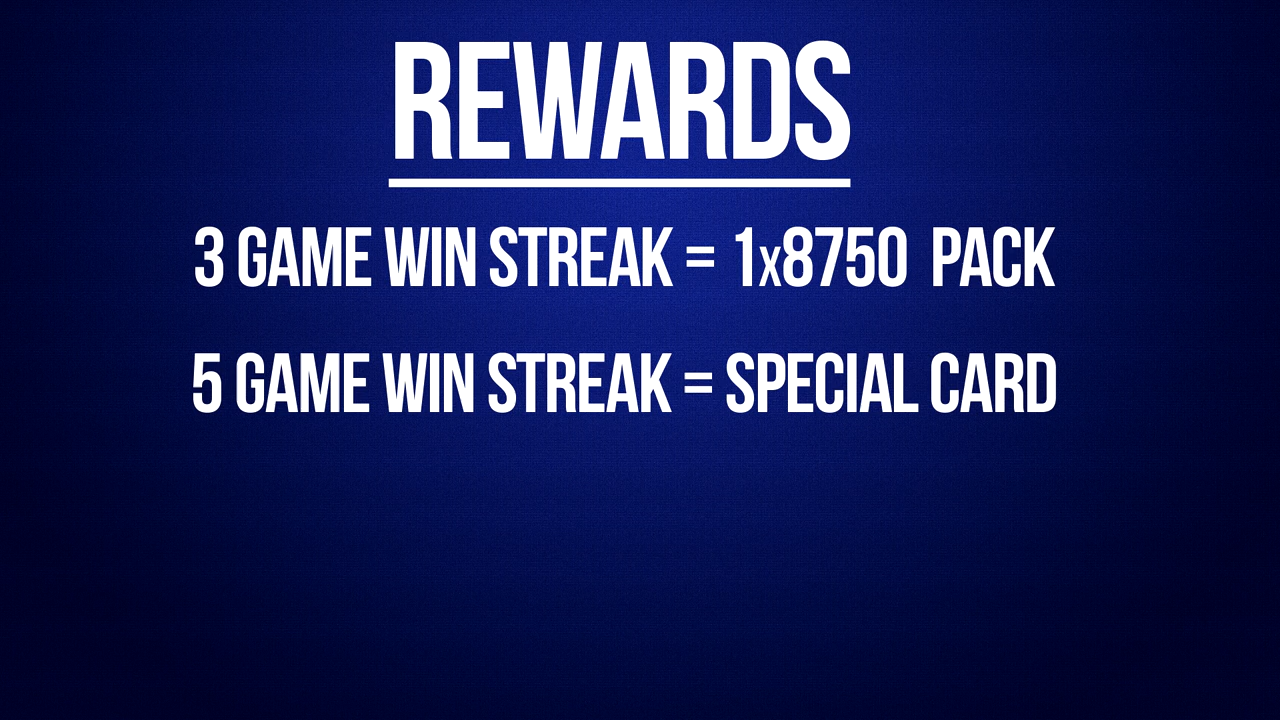 REWARDS
3 GAME WIN STREAK = 1x8750 PACK
5 GAME WIN STREAK = SPECIAL CARD